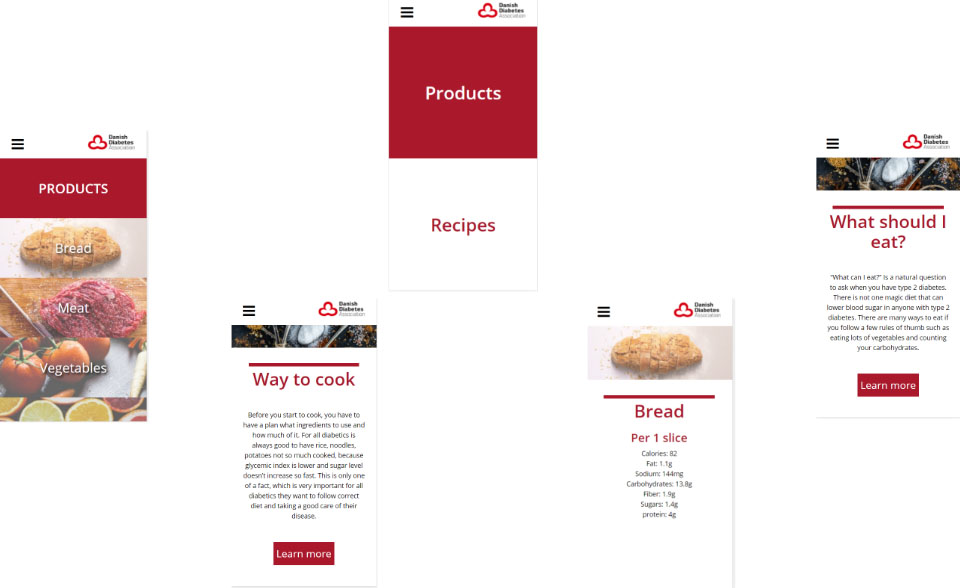 Danish
Diabetes
Association
Products
Recipes
Danish
Diabetes
Association
PRODUCTS
Bread
Meat
Vegetables
Danish
Diabetes
Association
Way to cook
Before you start to cook, you have to
have a plan what ingredients to use and
how much of it. For all diabetics is
always good to have rice, noodles,
potatoes not so much cooked, because
glycemic index is lower and sugar level
doesn't increase so fast. This is only one
of a fact, which is very important for all
diabetics they want to follow correct
diet and taking a good care of their
disease.
Learn more
Danish
Diabetes
Association
Bread
Per 1 slice
Calories: 82
Fat: 1.1g
Sodium: 144mg
Carbohydrates: 13.8g
Fiber: 1.9g
Sugars: 1.4g
protein: 4g
Danish
Diabetes
Association
What should I
eat?
"What can I eat?" is a natural question
to ask when you have type 2 diabetes.
There is not one magic diet that can
lower blood sugar in anyone with type 2
diabetes. There are many ways to eat if
you follow a few rules of thumb such as
eating lots of vegetables and counting
your carbohydrates.
Learn more